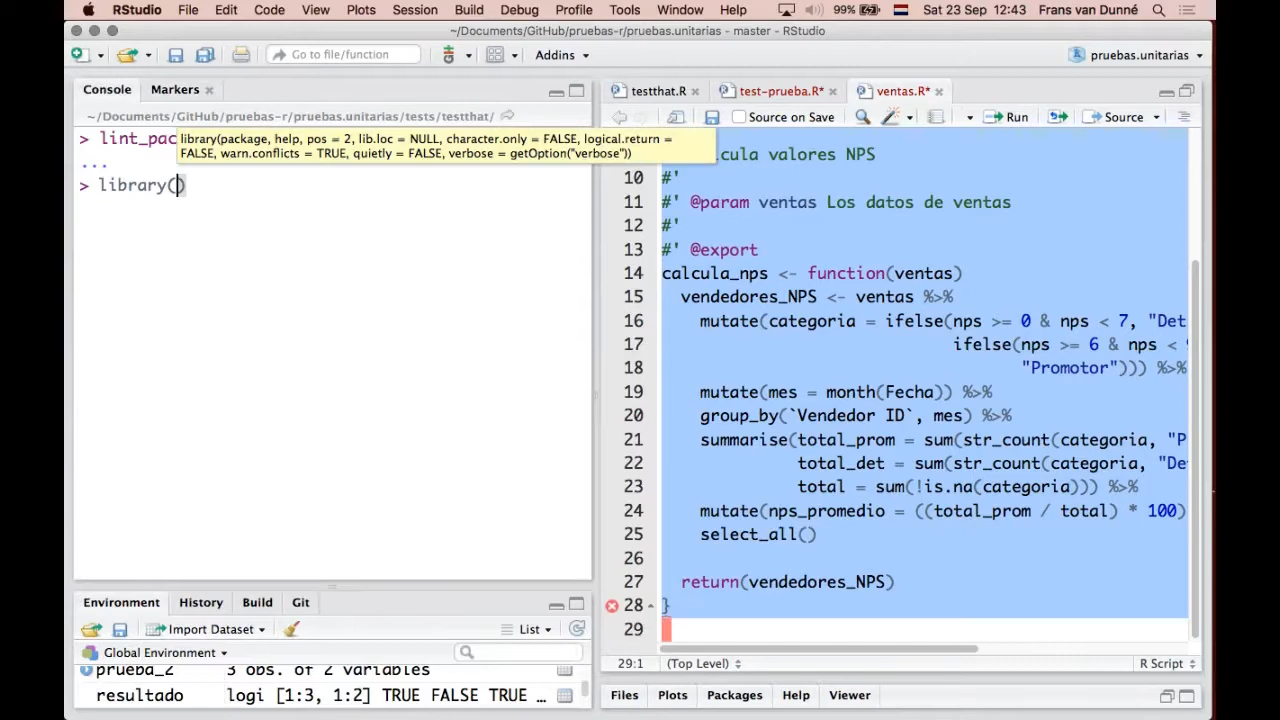 RStudio File Edit Code View Plots Session Build Debug Profile Tools Window Help 99% Sat 23 Sep 12:43 Frans van Dunné
~/Documents/GitHub/pruebas-r/pruebas.unitarias - master - RStudio
Go to file/function Addins pruebas.unitarias
Console Markers
~/Documents/GitHub/pruebas-r/pruebas.unitarias/tests/testthat/
> lint_pac
library(package, help, pos = 2, lib.loc = NULL, character.only = FALSE, logical.return =
FALSE, warn.conflicts = TRUE, quietly = FALSE, verbose = getOption("verbose"))
...
> library()
testthat.R test-prueba.R* ventas.R*
Source on Save Run Source
cula valores NPS
10 #'
11 #' @param ventas Los datos de ventas
12 #'
13 #' @export
14 calcula_nps <- function(ventas)
15 vendedores_NPS <- ventas %>%
16 mutate(categoria = ifelse(nps >= 0 & nps < 7, "Det
17 ifelse(nps >= 6 & nps <
18 "Promotor"))) %>%
19 mutate(mes = month(Fecha)) %>%
20 group_by(`Vendedor ID`, mes) %>%
21 summarise(total_prom = sum(str_count(categoria, "P
22 total_det = sum(str_count(categoria, "De
23 total = sum(!is.na(categoria))) %>%
24 mutate(nps_promedio = ((total_prom / total) * 100)
25 select_all()
26
27 return(vendedores_NPS)
28 }
29
29:1 (Top Level) R Script
Environment History Build Git
Import Dataset List
Global Environment
prueba_2 3 obs. of 2 variables
resultado logi [1:3, 1:2] TRUE FALSE TRUE ...
Files Plots Packages Help Viewer